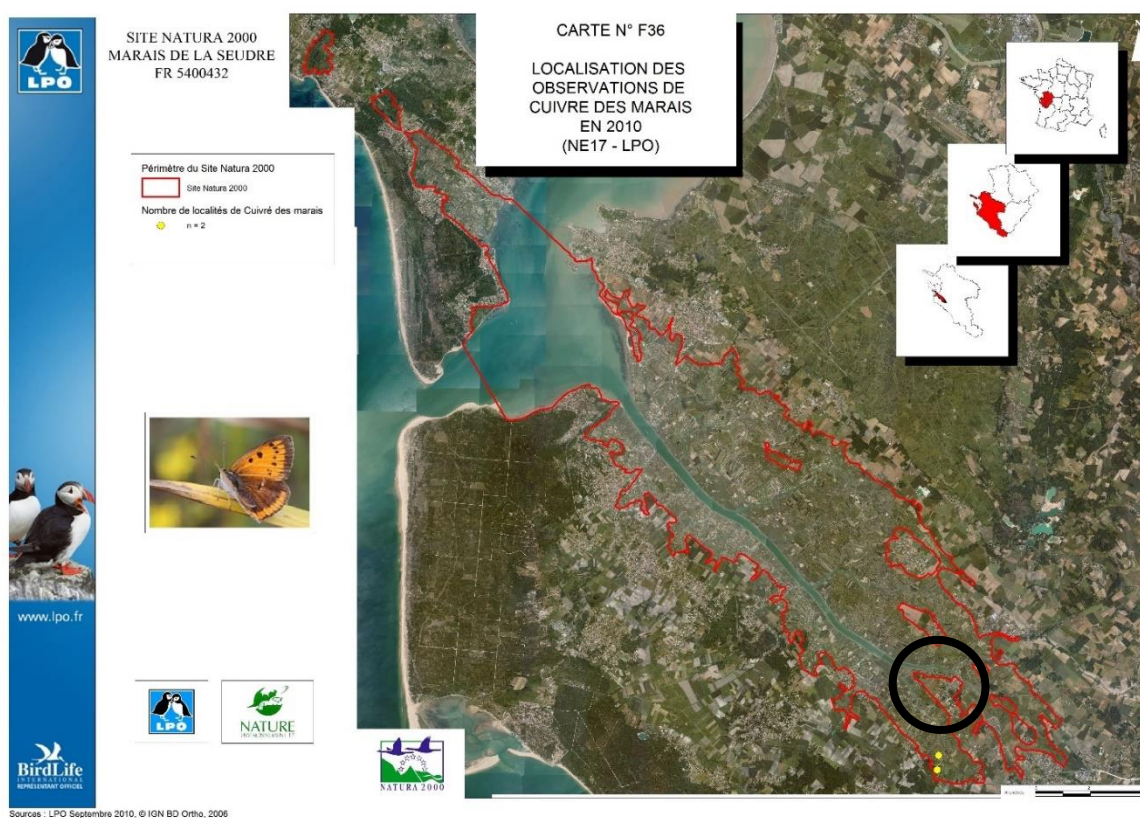 LPO
SITE NATURA 2000
MARAIS DE LA SEUDRE
FR 5400432
CARTE N° F36
LOCALISATION DES
OBSERVATIONS DE
CUIVRE DES MARAIS
EN 2010
(NE17 - LPO)
Périmètre du Site Natura 2000
Site Natura 2000
Nombre de localités de Cuivré des marais
n = 2
www.lpo.fr
LPO
NATURE
ENVIRONNEMENT 17
NATURA 2000
BirdLife
INTERNATIONAL
REPRÉSENTANT OFFICIEL
Sources : LPO Septembre 2010, © IGN BD Ortho, 2006